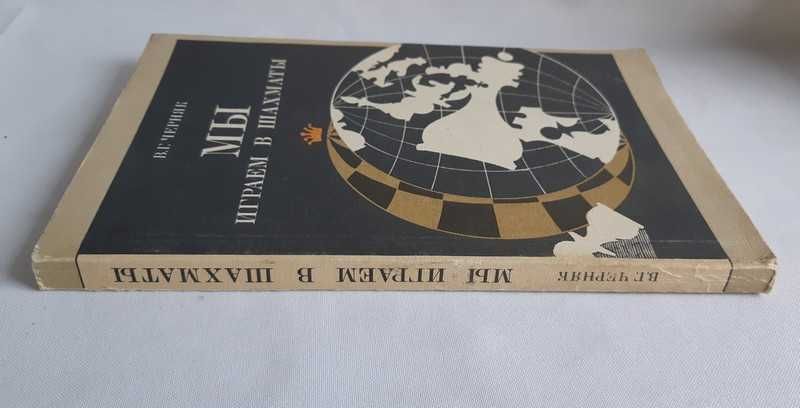 В.Г. ЧЕРНЯК
МЫ
ИГРАЕМ В ШАХМАТЫ
В.Г. ЧЕРНЯК МЫ ИГРАЕМ В ШАХМАТЫ